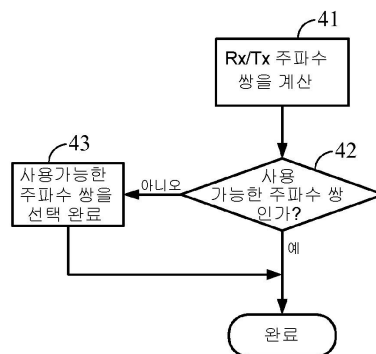 41
Rx/Tx 주파수
쌍을 계산
43
42
사용가능한
주파수 쌍을
선택 완료
아니오
사용
가능한 주파수 쌍
인가?
예
완료